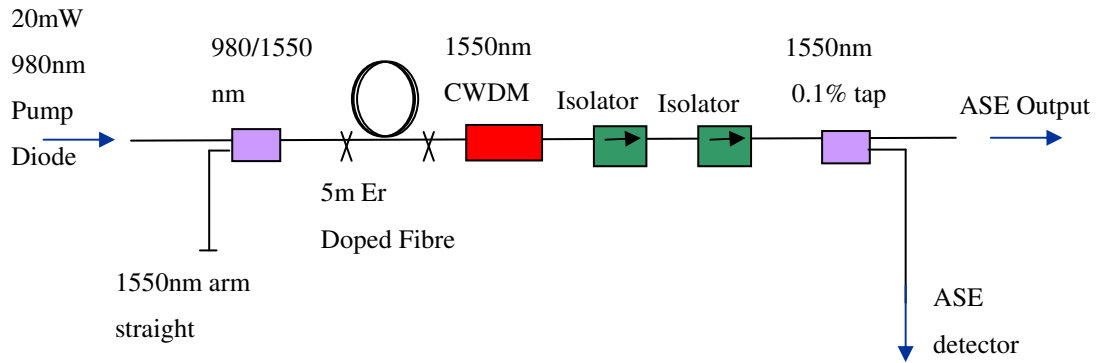 20mW
980nm
Pump
Diode
980/1550
nm
1550nm
CWDM
Isolator
Isolator
1550nm
0.1% tap
ASE Output
5m Er
Doped Fibre
1550nm arm
straight
ASE
detector